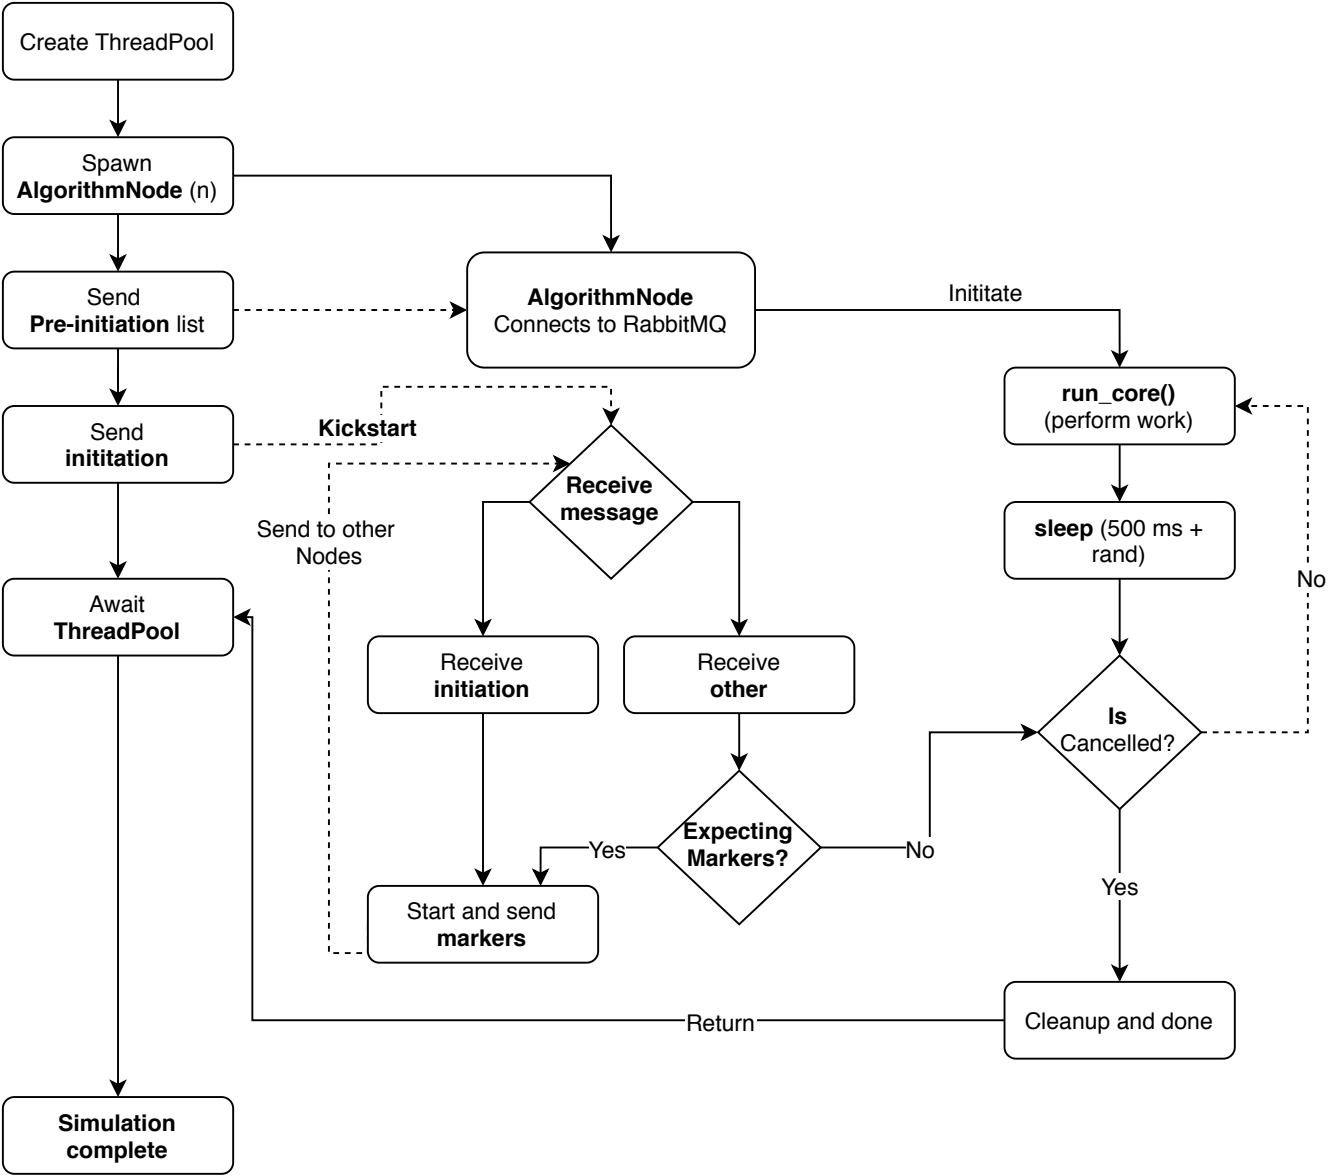 Create ThreadPool
Spawn
AlgorithmNode (n)
Send
Pre-initiation list
AlgorithmNode
Connects to RabbitMQ
Inititate
run_core()
(perform work)
Send
inititation
Kickstart
Receive
message
sleep (500 ms +
rand)
Send to other
Nodes
No
Await
ThreadPool
Receive
initiation
Receive
other
Is
Cancelled?
Expecting
Markers?
Yes
No
Yes
Start and send
markers
Return
Cleanup and done
Simulation
complete